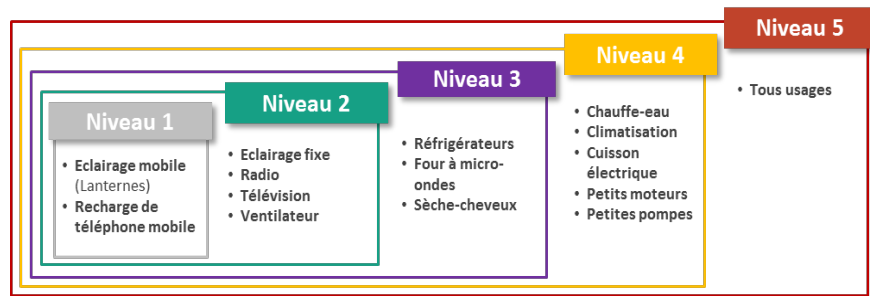 Niveau 1
• Eclairage mobile
(Lanternes)
• Recharge de
téléphone mobile
Niveau 2
• Eclairage fixe
• Radio
• Télévision
• Ventilateur
Niveau 3
• Réfrigérateurs
• Four à micro-
ondes
• Sèche-cheveux
Niveau 4
• Chauffe-eau
• Climatisation
• Cuisson
électrique
• Petits moteurs
• Petites pompes
Niveau 5
• Tous usages